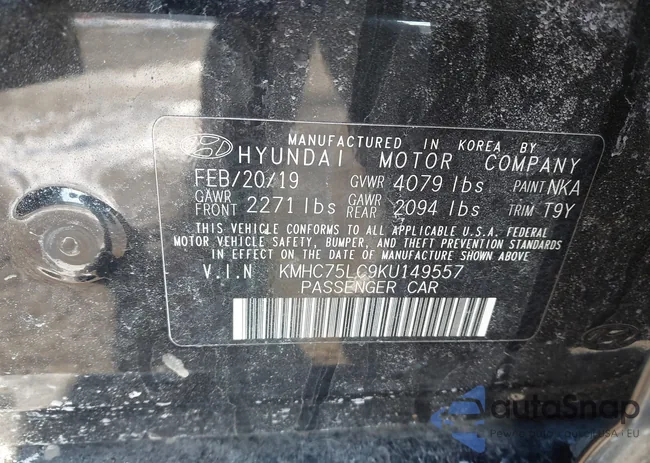 MANUFACTURED IN KOREA BY
HYUNDAI MOTOR COMPANY
FEB/20/19 GVWR 4079 lbs PAINT NKA
GAWR FRONT 2271 lbs GAWR REAR 2094 lbs TRIM T9Y
THIS VEHICLE CONFORMS TO ALL APPLICABLE U.S.A. FEDERAL
MOTOR VEHICLE SAFETY, BUMPER, AND THEFT PREVENTION STANDARDS
IN EFFECT ON THE DATE OF MANUFACTURE SHOWN ABOVE.
V.I.N KMHC75LC9KU149557
PASSENGER CAR
autoSnap